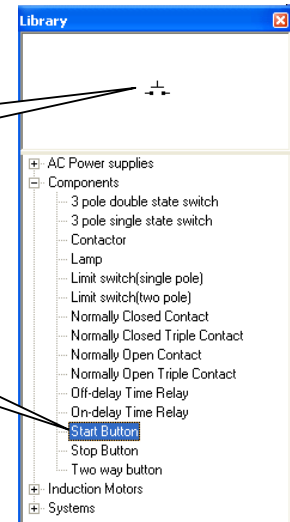 Library
AC Power supplies
Components
3 pole double state switch
3 pole single state switch
Contactor
Lamp
Limit switch(single pole)
Limit switch(two pole)
Normally Closed Contact
Normally Closed Triple Contact
Normally Open Contact
Normally Open Triple Contact
Off-delay Time Relay
On-delay Time Relay
Start Button
Stop Button
Two way button
Induction Motors
Systems